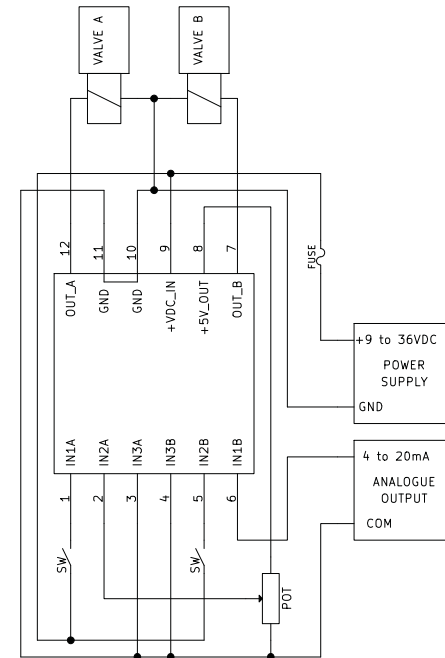 VALVE A
VALVE B
12
11
10
9
8
7
OUT_A
GND
GND
+VDC_IN
+5V_OUT
OUT_B
FUSE
+9 to 36VDC
POWER
SUPPLY
GND
IN1A
IN2A
IN3A
IN3B
IN2B
IN1B
4 to 20mA
ANALOGUE
OUTPUT
COM
1
2
3
4
5
6
SW
SW
POT